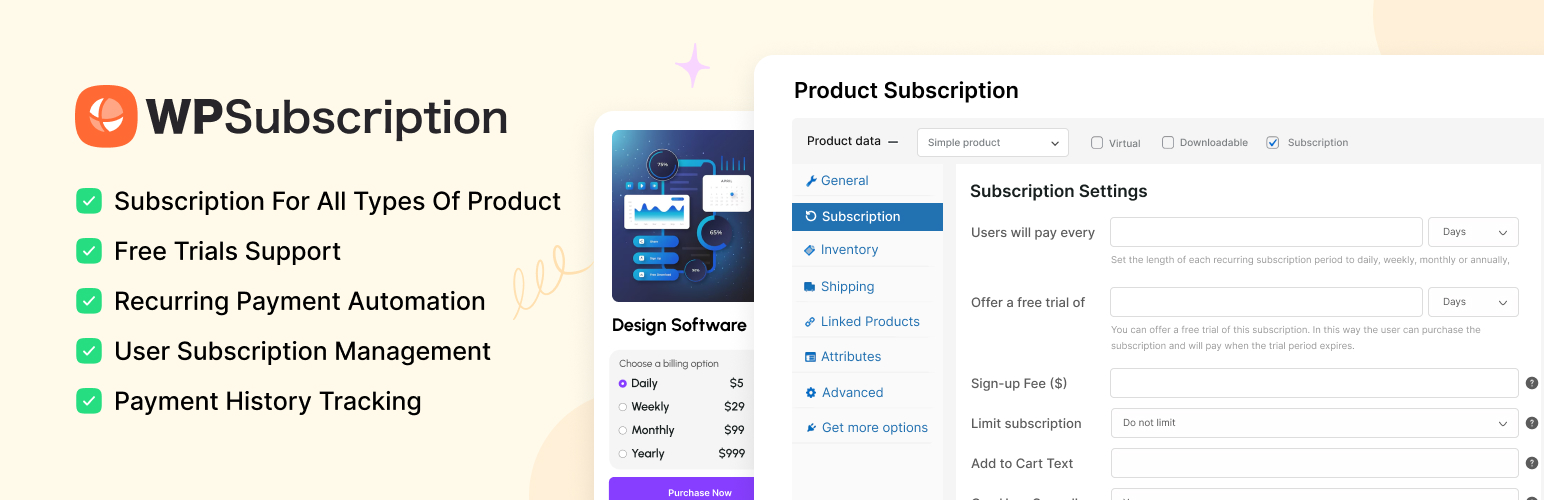 WPSubscription
Subscription For All Types Of Product
Free Trials Support
Recurring Payment Automation
User Subscription Management
Payment History Tracking
75%
APRIL
65%
Sign Up
50%
Design Software
Choose a billing option
Daily $5
Weekly $29
Monthly $99
Yearly $999
Purchase Now
Product Subscription
Product data — Simple product Virtual Downloadable Subscription
General
Subscription
Inventory
Shipping
Linked Products
Attributes
Advanced
Get more options
Subscription Settings
Users will pay every Days
Set the length of each recurring subscription period to daily, weekly, monthly or annually,
Offer a free trial of Days
You can offer a free trial of this subscription. In this way the user can purchase the
subscription and will pay when the trial period expires.
Sign-up Fee ($) ?
Limit subscription Do not limit ?
Add to Cart Text ?